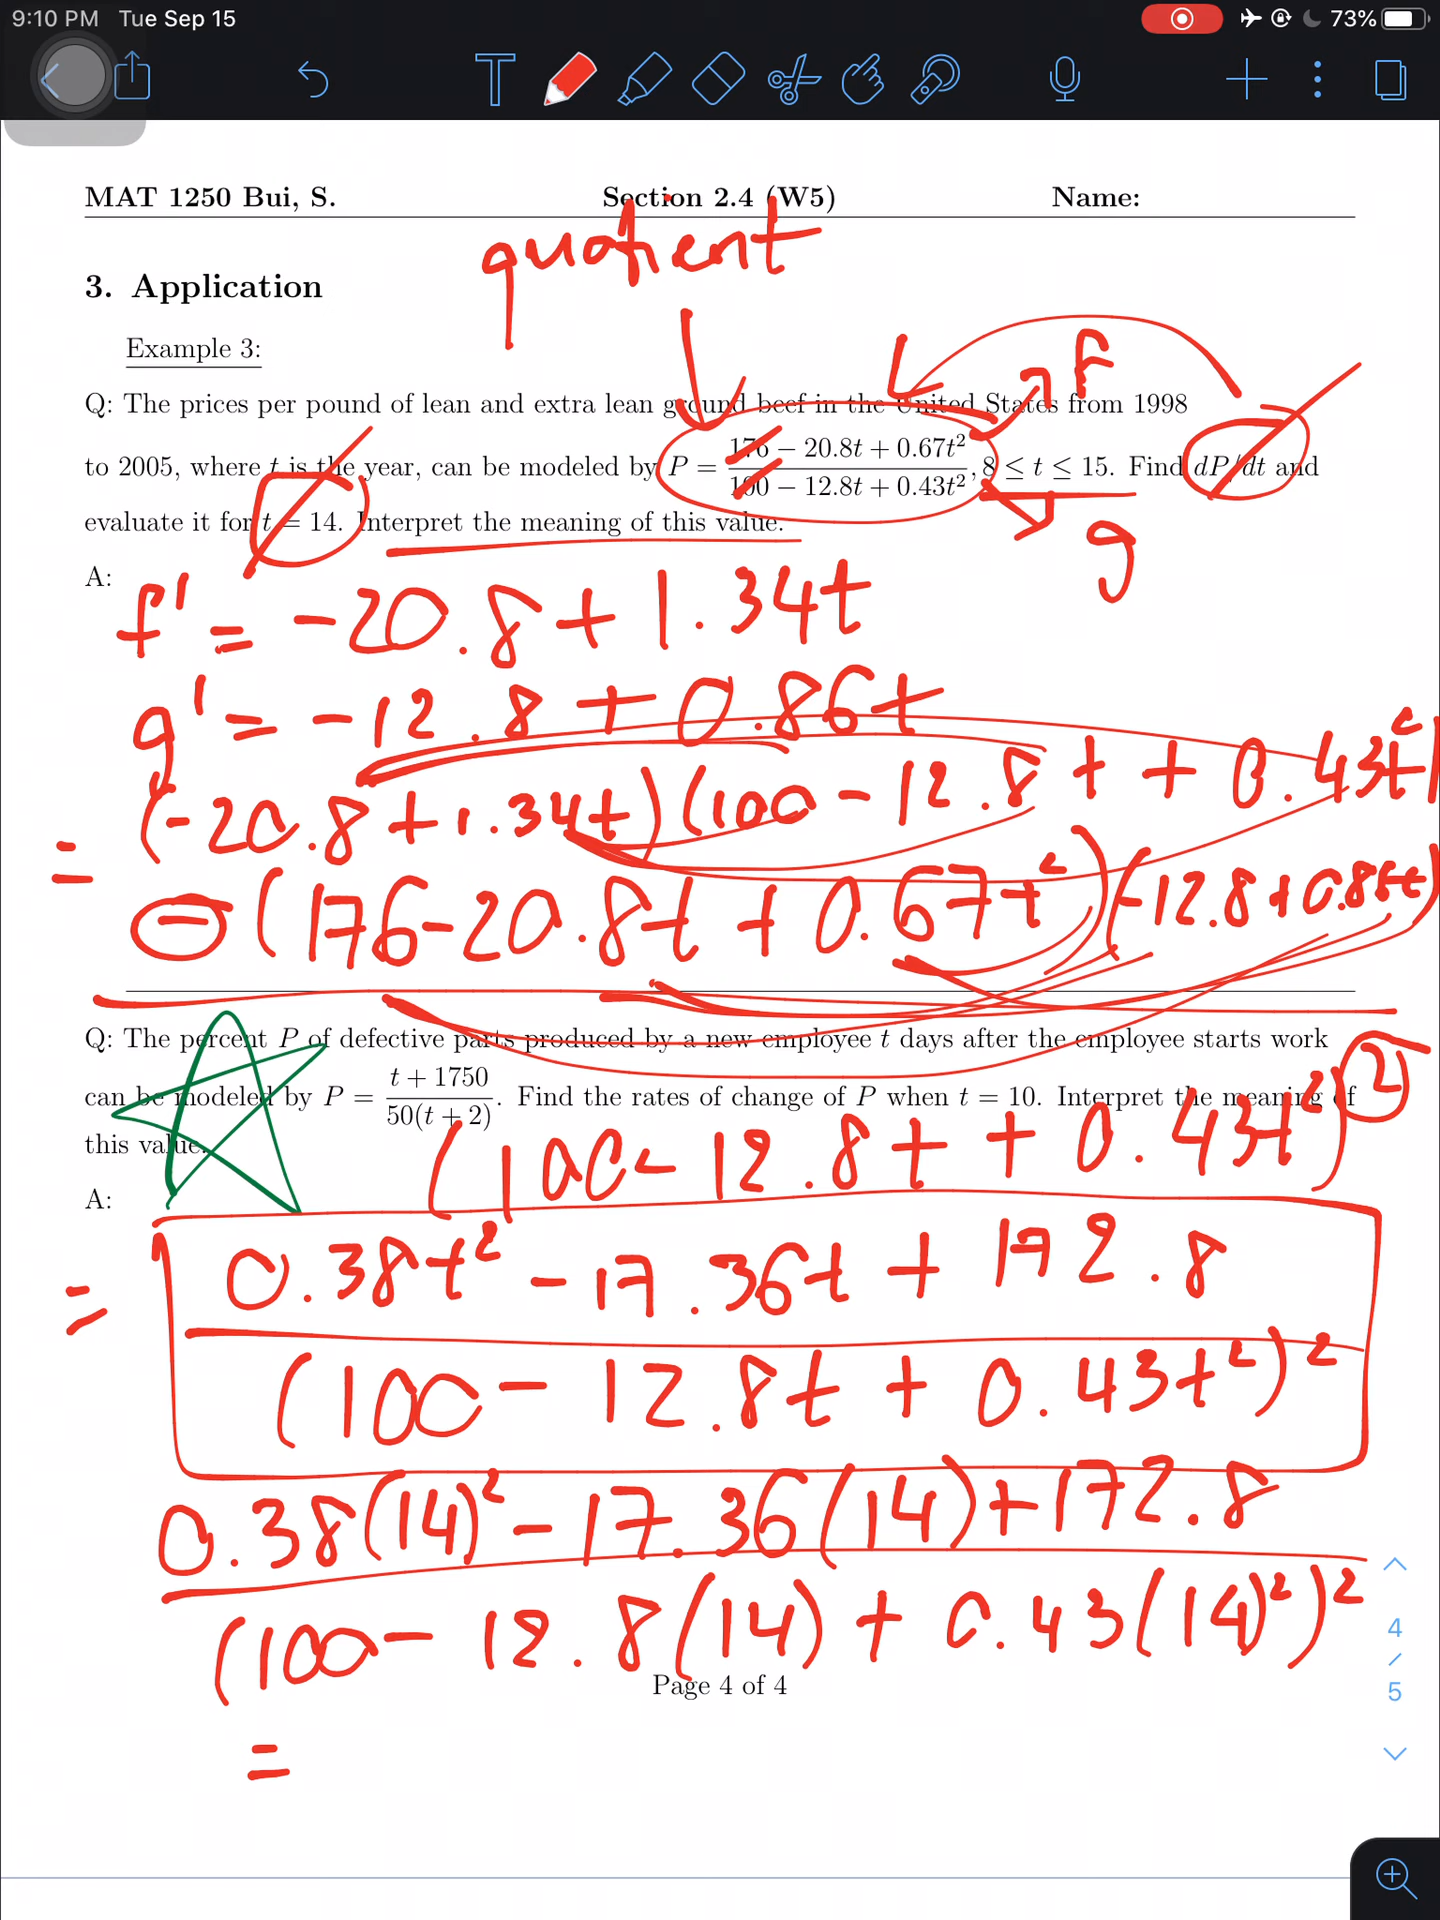 9:10 PM Tue Sep 15 73%
MAT 1250 Bui, S. Section 2.4 (W5) Name:
quotient
3. Application
Example 3:
F
Q: The prices per pound of lean and extra lean ground beef in the United States from 1998
to 2005, where t is the year, can be modeled by P = (176 − 20.8t + 0.67t²)/(100 − 12.8t + 0.43t²), 8 ≤ t ≤ 15. Find dP/dt and
evaluate it for t = 14. Interpret the meaning of this value.
g
A:
f' = -20.8 + 1.34t
g' = -12.8 + 0.86t
= (-20.8 + 1.34t)(100 - 12.8t + 0.43t²)
- (176 - 20.8t + 0.67t²)(-12.8 + 0.86t)
Q: The percent P of defective parts produced by a new employee t days after the employee starts work
can be modeled by P = (t + 1750)/(50(t + 2)). Find the rates of change of P when t = 10. Interpret the meaning of
this value.
(100 - 12.8t + 0.43t²)²
A:
= 0.38t² - 17.36t + 172.8
(100 - 12.8t + 0.43t²)²
0.38(14)² - 17.36(14) + 172.8
(100 - 12.8(14) + 0.43(14)²)²
4
/
5
Page 4 of 4
=